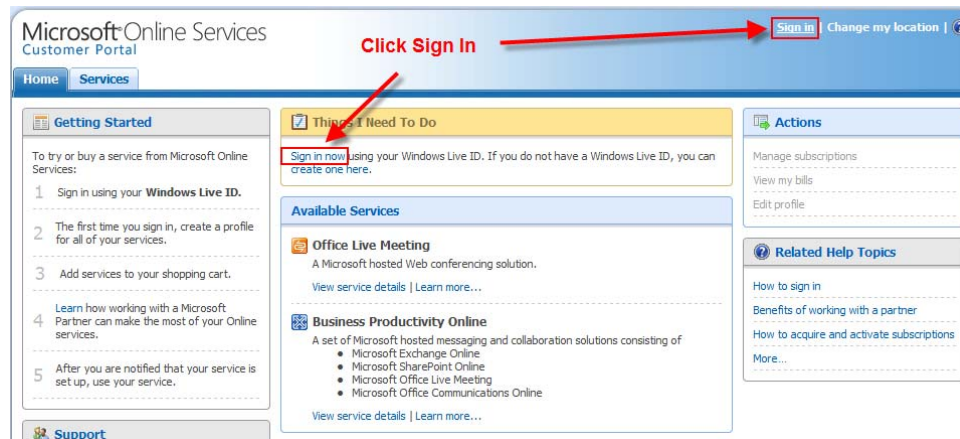 Microsoft® Online Services
Customer Portal
Click Sign In
Sign in | Change my location |
Home
Services
Getting Started
To try or buy a service from Microsoft Online
Services:
1 Sign in using your Windows Live ID.
2 The first time you sign in, create a profile
for all of your services.
3 Add services to your shopping cart.
4 Learn how working with a Microsoft
Partner can make the most of your Online
services.
5 After you are notified that your service is
set up, use your service.
Support
Things I Need To Do
Sign in now using your Windows Live ID. If you do not have a Windows Live ID, you can
create one here.
Available Services
Office Live Meeting
A Microsoft hosted Web conferencing solution.
View service details | Learn more...
Business Productivity Online
A set of Microsoft hosted messaging and collaboration solutions consisting of
● Microsoft Exchange Online
● Microsoft SharePoint Online
● Microsoft Office Live Meeting
● Microsoft Office Communications Online
View service details | Learn more...
Actions
Manage subscriptions
View my bills
Edit profile
Related Help Topics
How to sign in
Benefits of working with a partner
How to acquire and activate subscriptions
More...